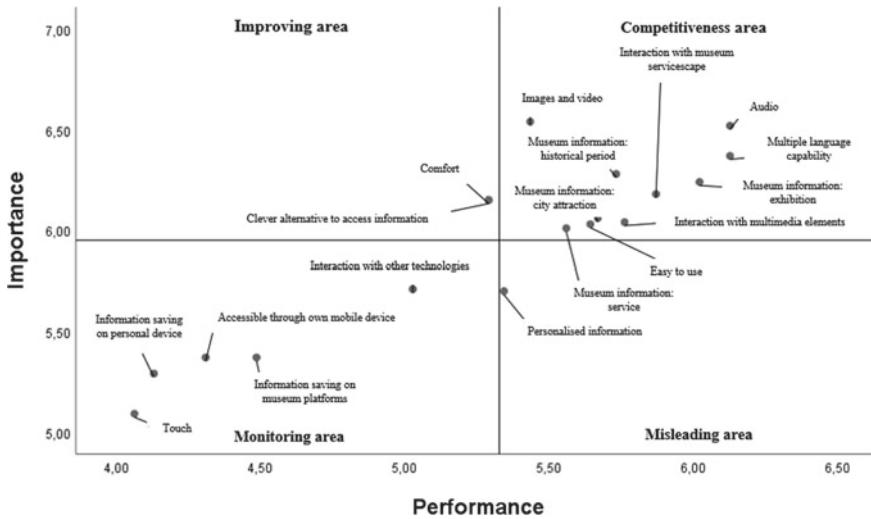 7,00
Improving area
Competitiveness area
Interaction with museum
servicescape
Images and video
Audio
6,50
Museum information:
historical period
Multiple language
capability
Comfort
Museum information:
city attraction
Museum information:
exhibition
Clever alternative to access information
Interaction with multimedia elements
6,00
Importance
Interaction with other technologies
Easy to use
Museum information:
service
Information saving
on personal device
Accessible through own mobile device
Personalised information
5,50
Information saving on
museum platforms
Touch
5,00
Monitoring area
Misleading area
4,00
4,50
5,00
5,50
6,00
6,50
Performance